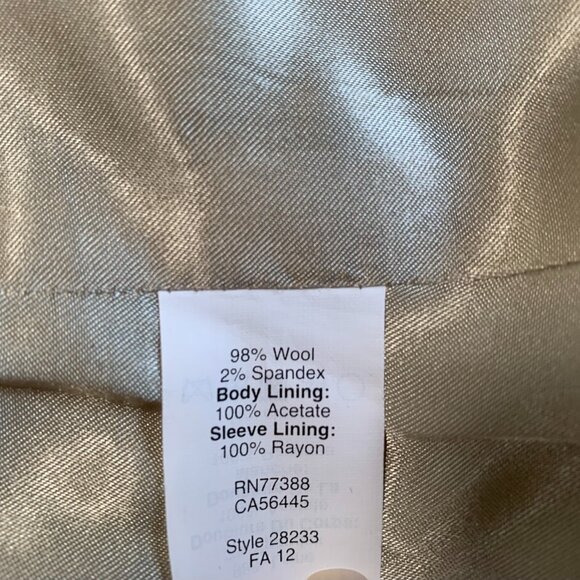 98% Wool
2% Spandex
Body Lining:
100% Acetate
Sleeve Lining:
100% Rayon
RN77388
CA56445
Style 28233
FA 12